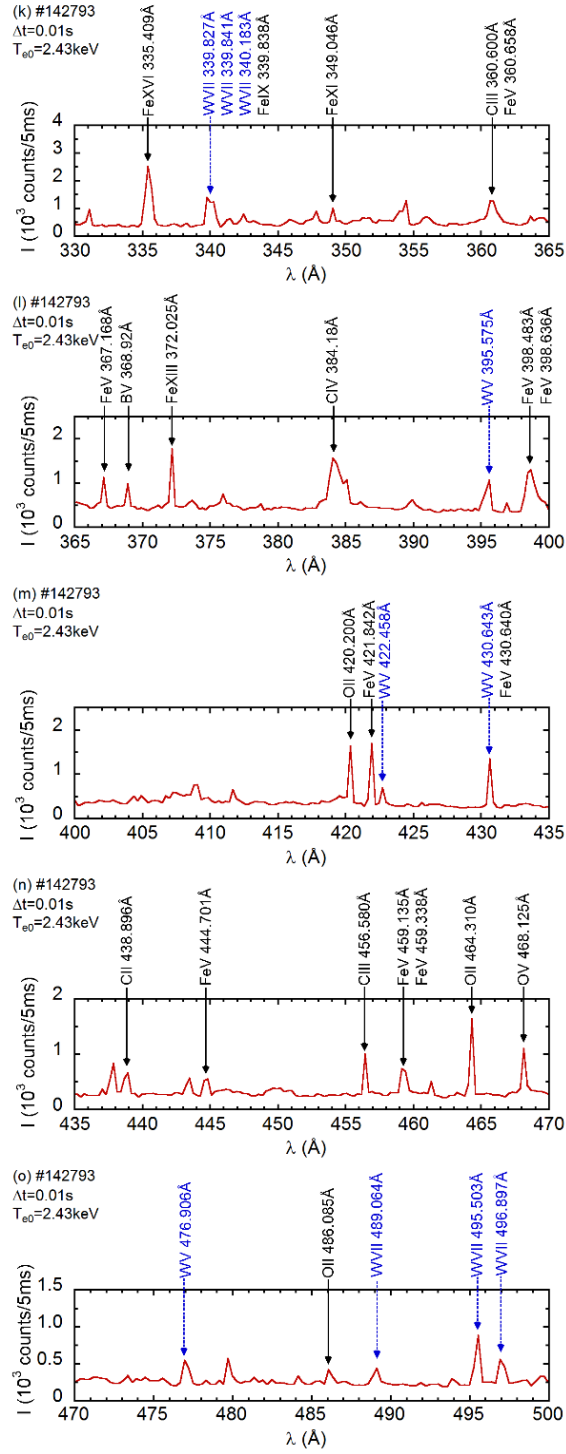 (k) #142793
Δt=0.01s
Te0=2.43keV
FeXVI 335.409Å
WVII 339.827Å
WVII 339.841Å
WVII 340.183Å
FeIX 339.838Å
FeXI 349.046Å
CIII 360.600Å
FeV 360.658Å
I (10³ counts/5ms)
4
3
2
1
0
330 335 340 345 350 355 360 365
λ (Å)
(l) #142793
Δt=0.01s
Te0=2.43keV
FeV 367.168Å
BV 368.92Å
FeXIII 372.025Å
CIV 384.18Å
WV 395.575Å
FeV 398.483Å
FeV 398.636Å
I (10³ counts/5ms)
2
1
0
365 370 375 380 385 390 395 400
λ (Å)
(m) #142793
Δt=0.01s
Te0=2.43keV
OII 420.200Å
FeV 421.842Å
WV 422.458Å
WV 430.643Å
FeV 430.640Å
I (10³ counts/5ms)
2
1
0
400 405 410 415 420 425 430 435
λ (Å)
(n) #142793
Δt=0.01s
Te0=2.43keV
CII 438.896Å
FeV 444.701Å
CIII 456.580Å
FeV 459.135Å
FeV 459.338Å
OII 464.310Å
OV 468.125Å
I (10³ counts/5ms)
2
1
0
435 440 445 450 455 460 465 470
λ (Å)
(o) #142793
Δt=0.01s
Te0=2.43keV
WV 476.906Å
OII 486.085Å
WVII 489.064Å
WVII 495.503Å
WVII 496.897Å
I (10³ counts/5ms)
1.5
1.0
0.5
0
470 475 480 485 490 495 500
λ (Å)